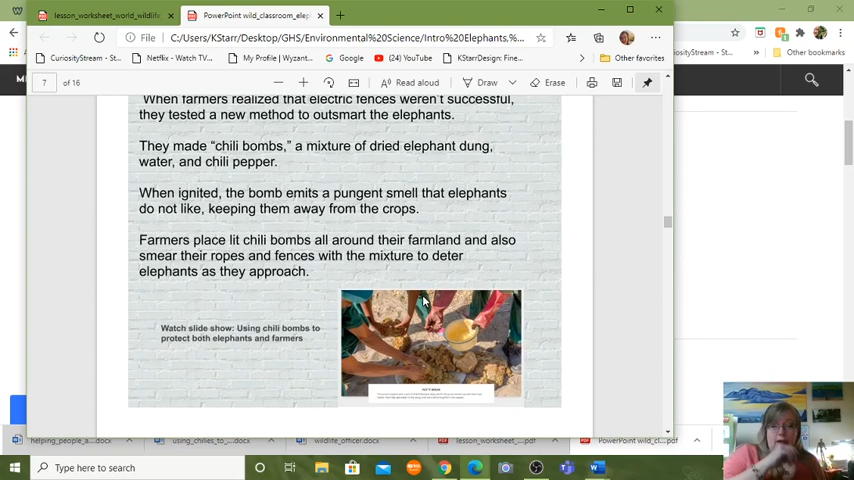 lesson_worksheet_world_wildlife
PowerPoint wild_classroom_elep
File
C:/Users/KStarr/Desktop/GHS/Environmental%20Science/Intro%20Elephants,%...
CuriosityStream - St...
Netflix - Watch TV...
My Profile | Wyzant...
Google
(24) YouTube
KStarrDesign: Fine...
Other favorites
uriosityStream - S...
Other bookmarks
7
of 16
Read aloud
Draw
Erase
When farmers realized that electric fences weren't successful,
they tested a new method to outsmart the elephants.
They made “chili bombs,” a mixture of dried elephant dung,
water, and chili pepper.
When ignited, the bomb emits a pungent smell that elephants
do not like, keeping them away from the crops.
Farmers place lit chili bombs all around their farmland and also
smear their ropes and fences with the mixture to deter
elephants as they approach.
Watch slide show: Using chili bombs to
protect both elephants and farmers
helping_people_a....docx
using_chilies_to_....docx
wildlife_officer.docx
lesson_worksheet_....pdf
PowerPoint wild_cl....pdf
Type here to search